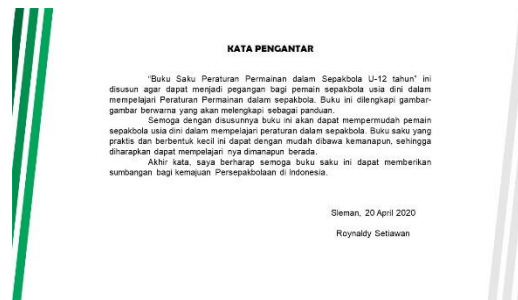 KATA PENGANTAR
"Buku Saku Peraturan Permainan dalam Sepakbola U-12 tahun" ini
disusun agar dapat menjadi pegangan bagi pemain sepakbola usia dini dalam
mempelajari Peraturan Permainan dalam sepakbola. Buku ini dilengkapi gambar-
gambar berwarna yang akan melengkapi sebagai panduan.
Semoga dengan disusunnya buku ini akan dapat mempermudah pemain
sepakbola usia dini dalam mempelajari peraturan dalam sepakbola. Buku saku yang
praktis dan berbentuk kecil ini dapat dengan mudah dibawa kemanapun, sehingga
diharapkan dapat mempelajari nya dimanapun berada.
Akhir kata, saya berharap semoga buku saku ini dapat memberikan
sumbangan bagi kemajuan Persepakbolaan di Indonesia.
Sleman, 20 April 2020
Roynaldy Setiawan